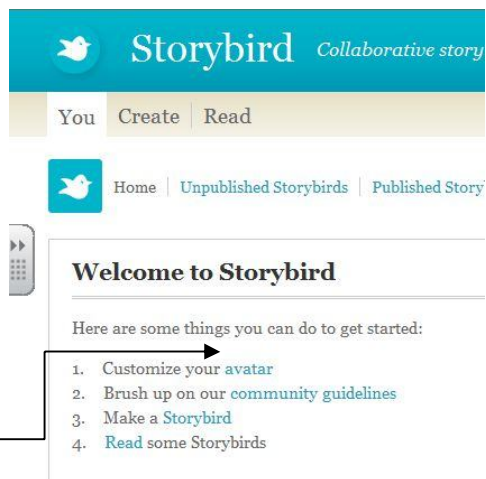 Storybird Collaborative story
You Create Read
Home Unpublished Storybirds Published Story
Welcome to Storybird
Here are some things you can do to get started:
1. Customize your avatar
2. Brush up on our community guidelines
3. Make a Storybird
4. Read some Storybirds